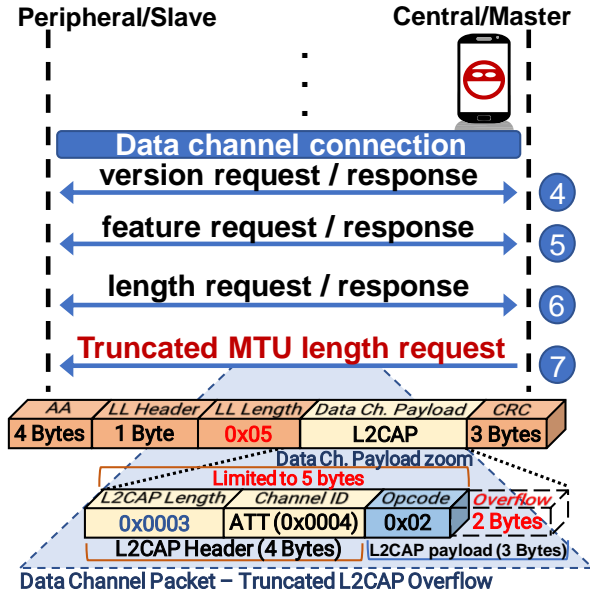 Peripheral/Slave Central/Master
Data channel connection
version request / response 4
feature request / response 5
length request / response 6
Truncated MTU length request 7
AA LL Header LL Length Data Ch. Payload CRC
4 Bytes 1 Byte 0x05 L2CAP 3 Bytes
Data Ch. Payload zoom
Limited to 5 bytes
L2CAP Length Channel ID Opcode Overflow
0x0003 ATT (0x0004) 0x02 2 Bytes
L2CAP Header (4 Bytes) L2CAP payload (3 Bytes)
Data Channel Packet – Truncated L2CAP Overflow